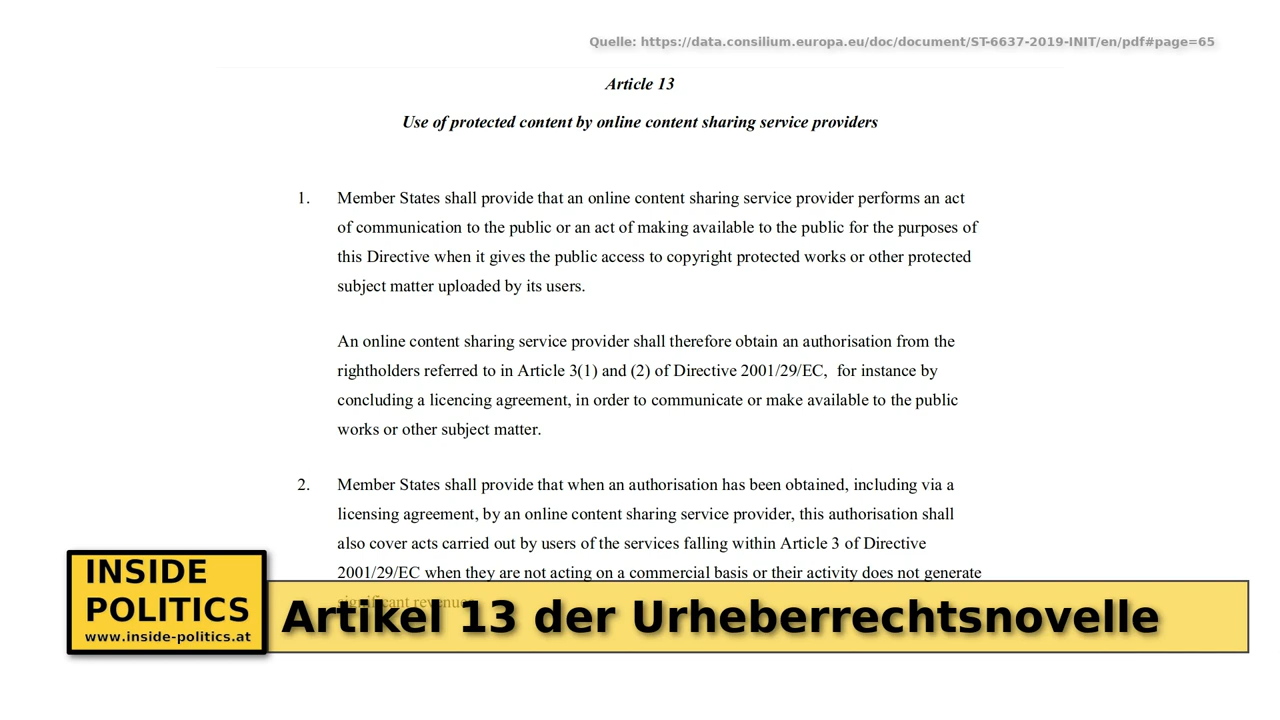 Quelle: https://data.consilium.europa.eu/doc/document/ST-6637-2019-INIT/en/pdf#page=65
Article 13
Use of protected content by online content sharing service providers
1. Member States shall provide that an online content sharing service provider performs an act
of communication to the public or an act of making available to the public for the purposes of
this Directive when it gives the public access to copyright protected works or other protected
subject matter uploaded by its users.
An online content sharing service provider shall therefore obtain an authorisation from the
rightholders referred to in Article 3(1) and (2) of Directive 2001/29/EC, for instance by
concluding a licencing agreement, in order to communicate or make available to the public
works or other subject matter.
2. Member States shall provide that when an authorisation has been obtained, including via a
licensing agreement, by an online content sharing service provider, this authorisation shall
also cover acts carried out by users of the services falling within Article 3 of Directive
2001/29/EC when they are not acting on a commercial basis or their activity does not generate
significant revenues.
INSIDE
POLITICS
www.inside-politics.at
Artikel 13 der Urheberrechtsnovelle